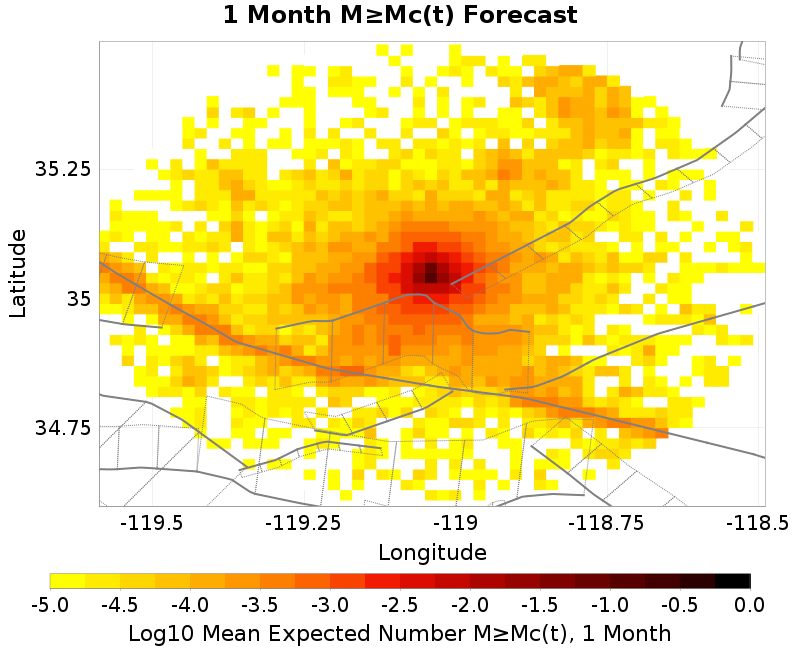 1 Month M≥Mc(t) Forecast
35.25
35
34.75
Latitude
-119.5 -119.25 -119 -118.75 -118.5
Longitude
-5.0 -4.5 -4.0 -3.5 -3.0 -2.5 -2.0 -1.5 -1.0 -0.5 0.0
Log10 Mean Expected Number M≥Mc(t), 1 Month